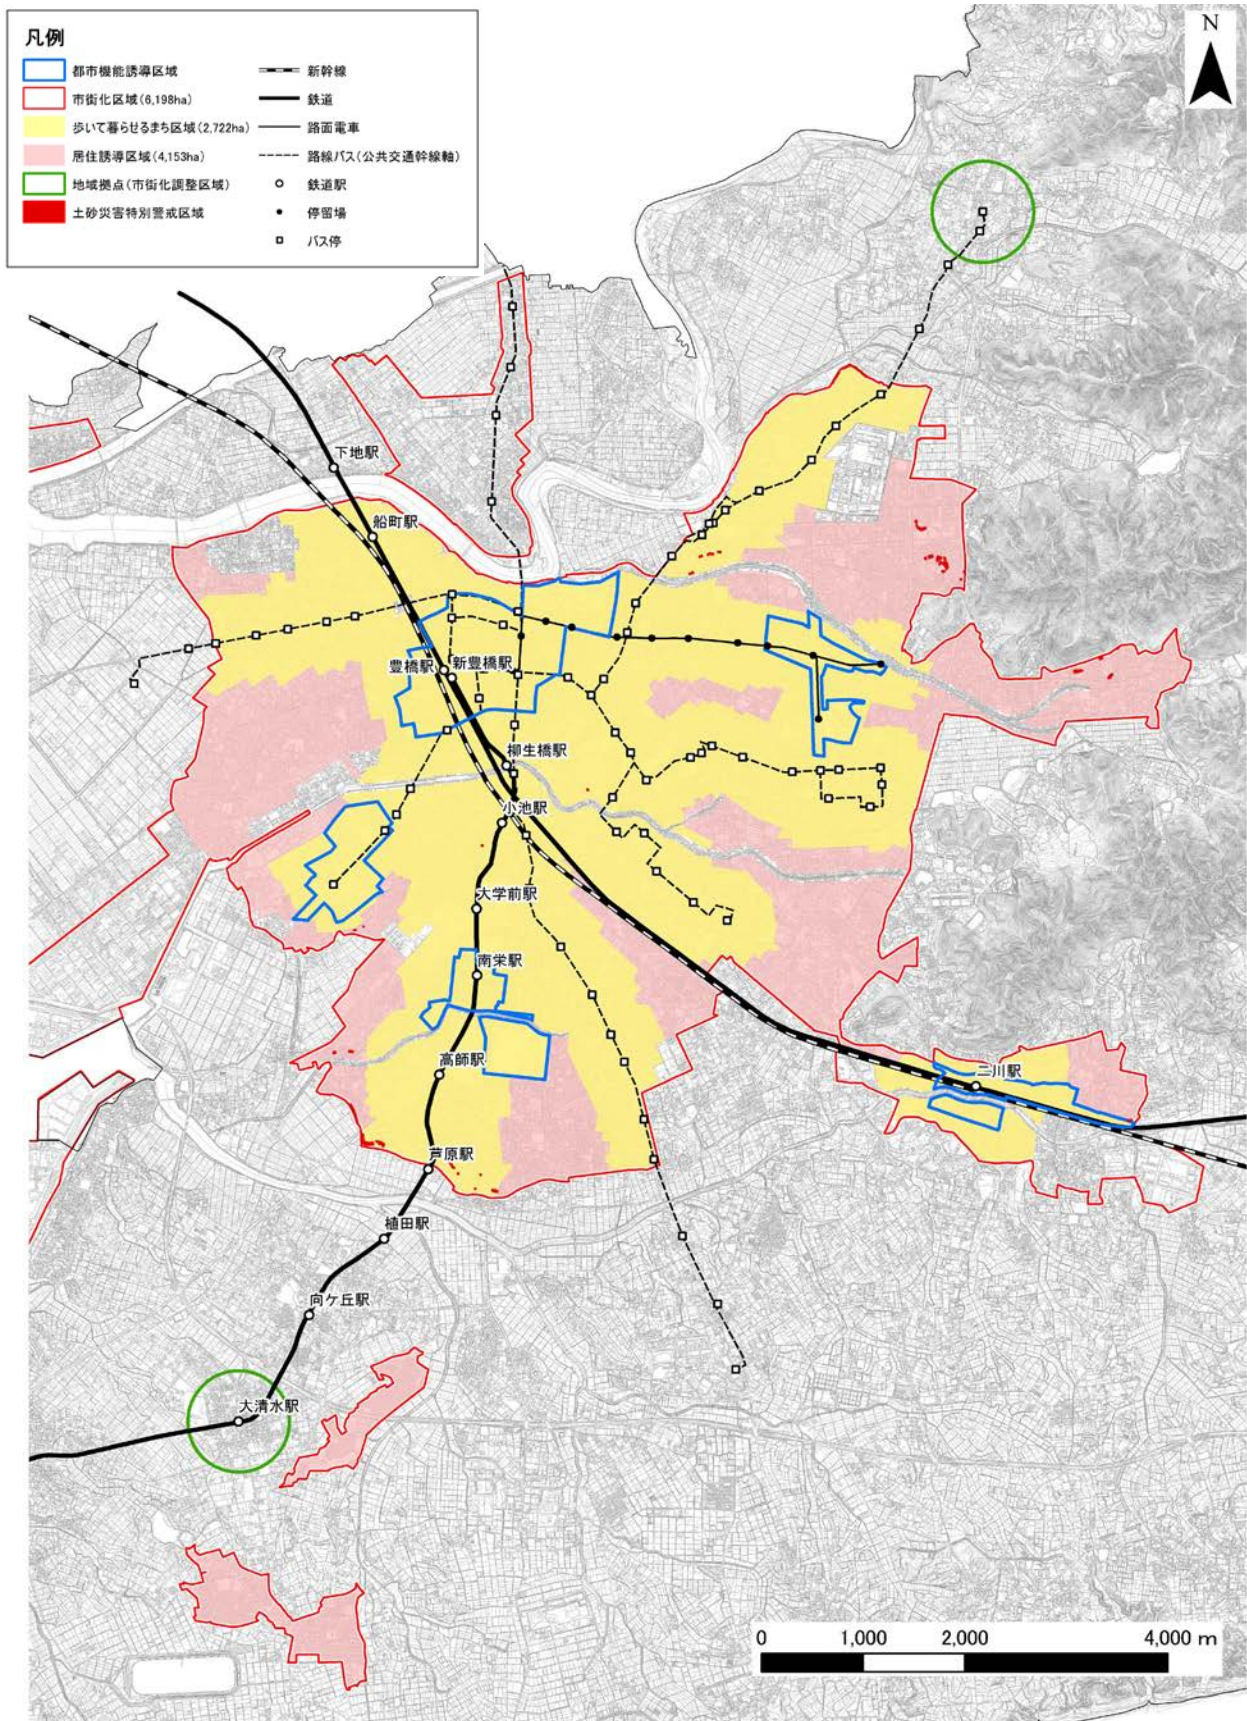 凡例
都市機能誘導区域
市街化区域(6,198ha)
歩いて暮らせるまち区域(2,722ha)
居住誘導区域(4,153ha)
地域拠点(市街化調整区域)
土砂災害特別警戒区域
新幹線
鉄道
路面電車
路線バス(公共交通幹線軸)
鉄道駅
停留場
バス停
N
下地駅
船町駅
豊橋駅
新豊橋駅
柳生橋駅
小池駅
大学前駅
南栄駅
高師駅
二川駅
芦原駅
植田駅
向ケ丘駅
大清水駅
0 1,000 2,000 4,000 m